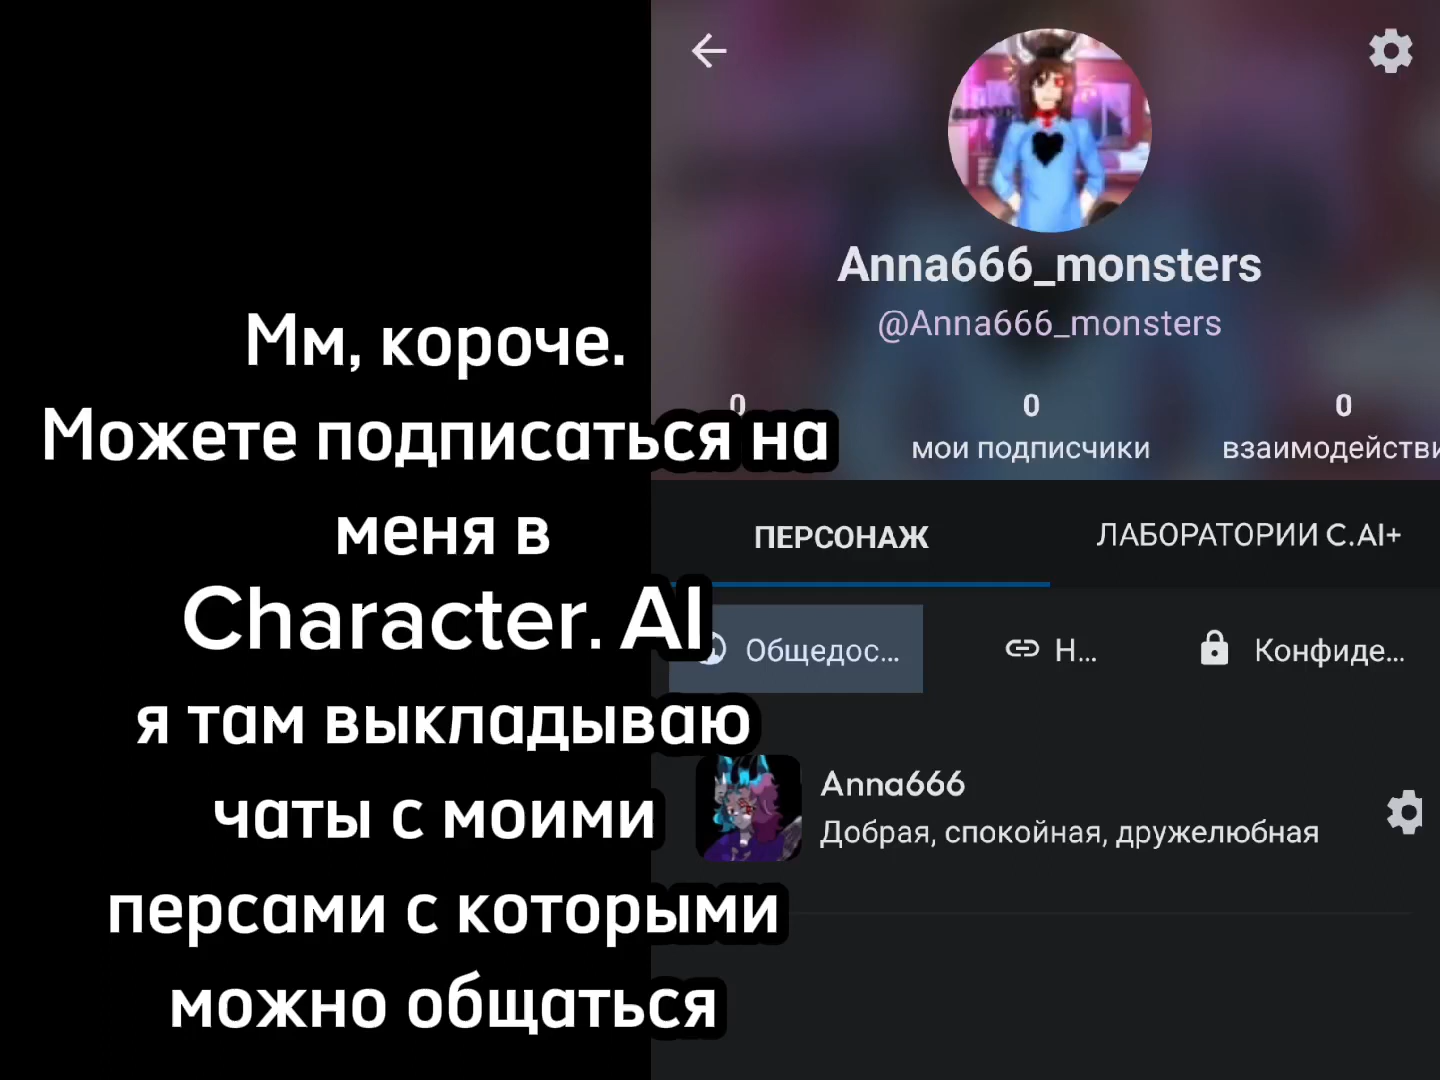 Мм, короче.
Можете подписаться на
меня в
Character. AI
я там выкладываю
чаты с моими
персами с которыми
можно общаться
Anna666_monsters
@Anna666_monsters
0
0
мои подписчики
0
взаимодействи
ПЕРСОНАЖ
ЛАБОРАТОРИИ C.AI+
Общедос...
Н...
Конфиде...
Anna666
Добрая, спокойная, дружелюбная